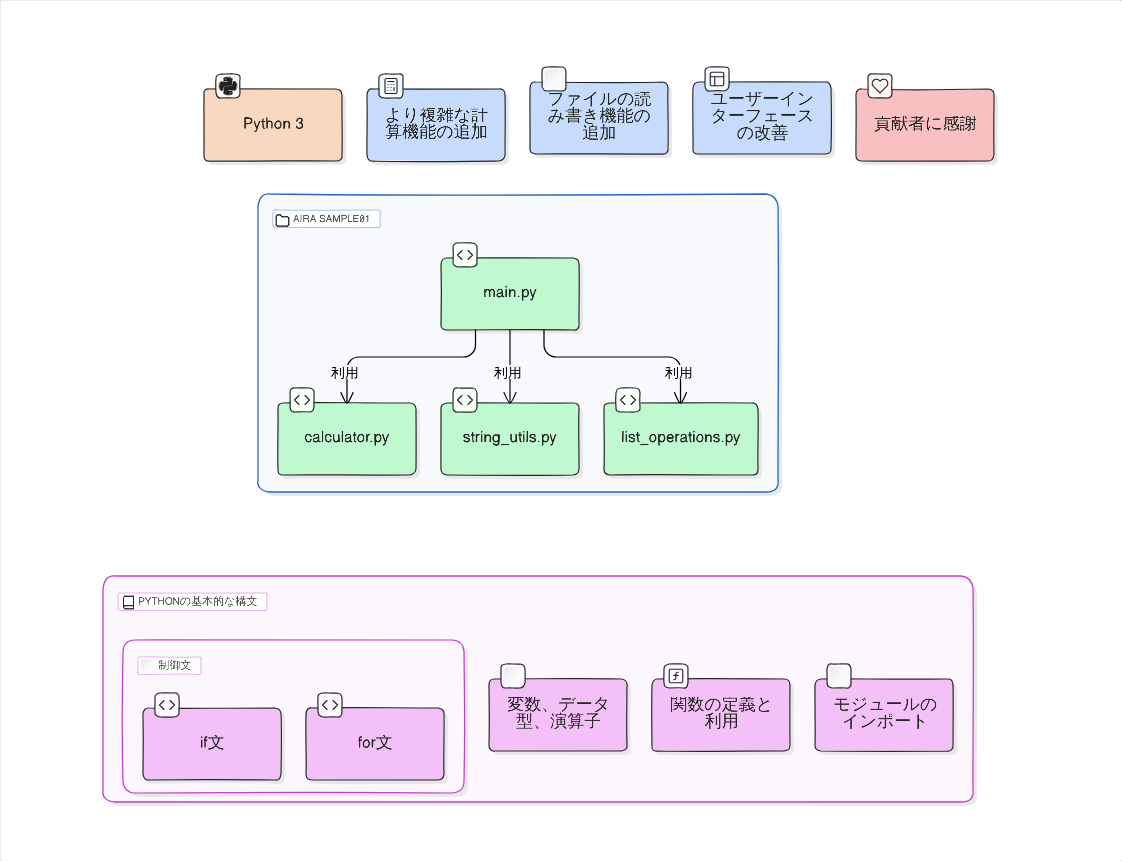 Python 3
より複雑な計
算機能の追加
ファイルの読
み書き機能の
追加
ユーザーイン
ターフェース
の改善
貢献者に感謝
AIRA SAMPLE01
main.py
利用
利用
利用
calculator.py
string_utils.py
list_operations.py
PYTHONの基本的な構文
制御文
if文
for文
変数、データ
型、演算子
関数の定義と
利用
モジュールの
インポート